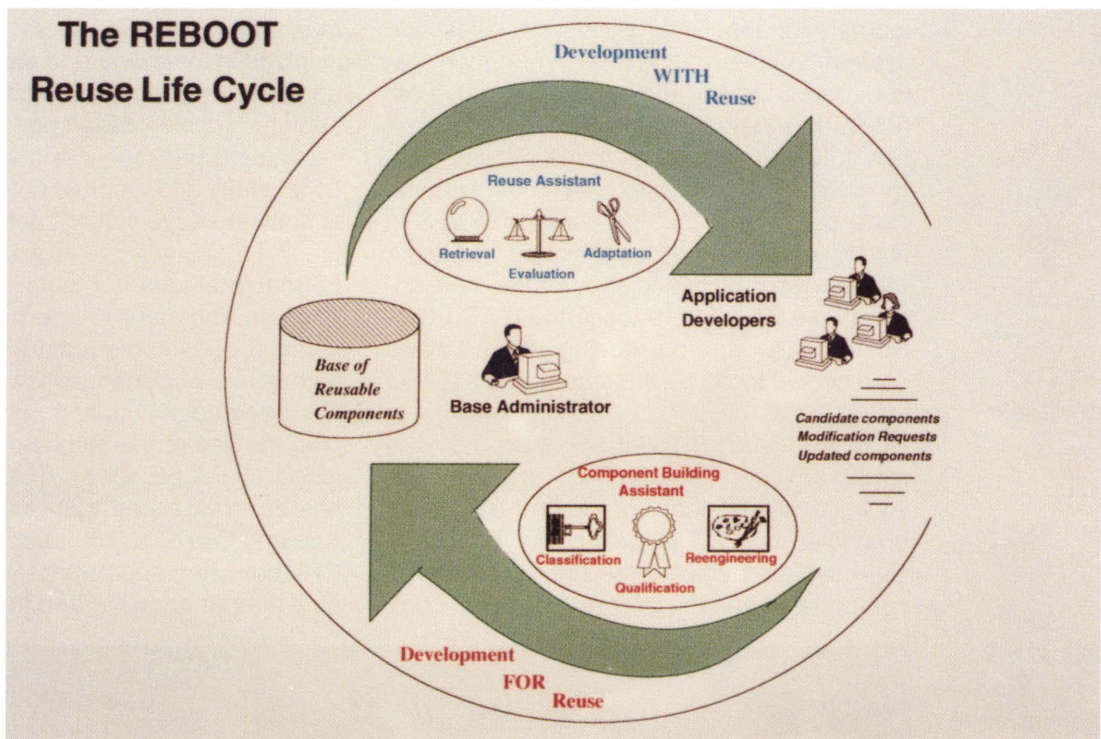 The REBOOT
Reuse Life Cycle
Development
WITH
Reuse
Reuse Assistant
Retrieval
Evaluation
Adaptation
Application
Developers
Base of
Reusable
Components
Base Administrator
Candidate components
Modification Requests
Updated components
Component Building
Assistant
Classification
Qualification
Reengineering
Development
FOR
Reuse